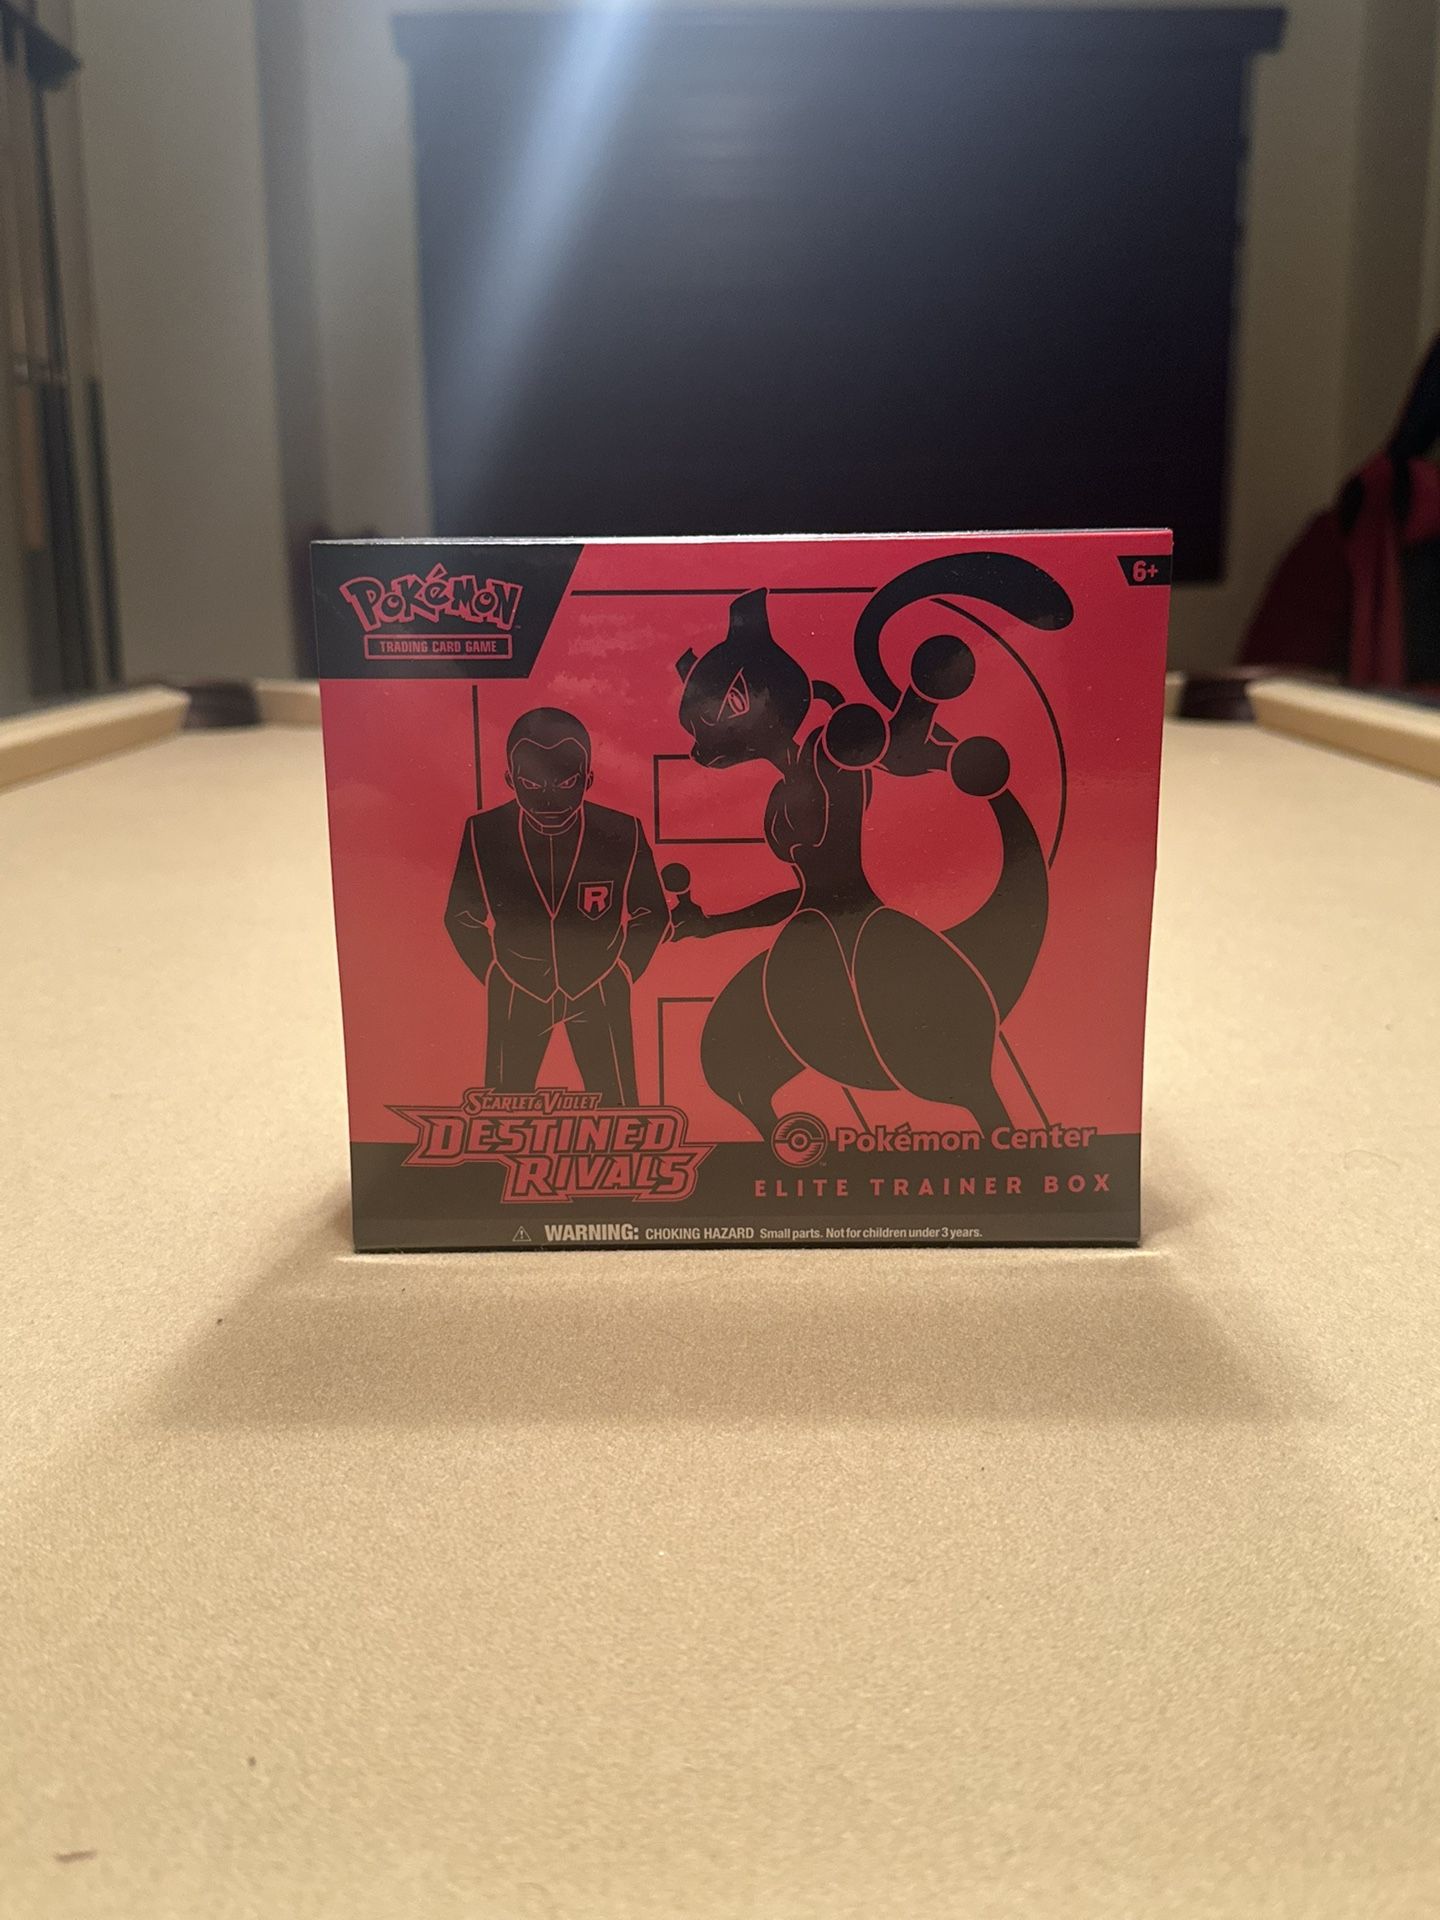 POKéMON
TRADING CARD GAME
6+
R
SCARLET & VIOLET
DESTINED
RIVALS
Pokémon Center
ELITE TRAINER BOX
WARNING: CHOKING HAZARD Small parts. Not for children under 3 years.